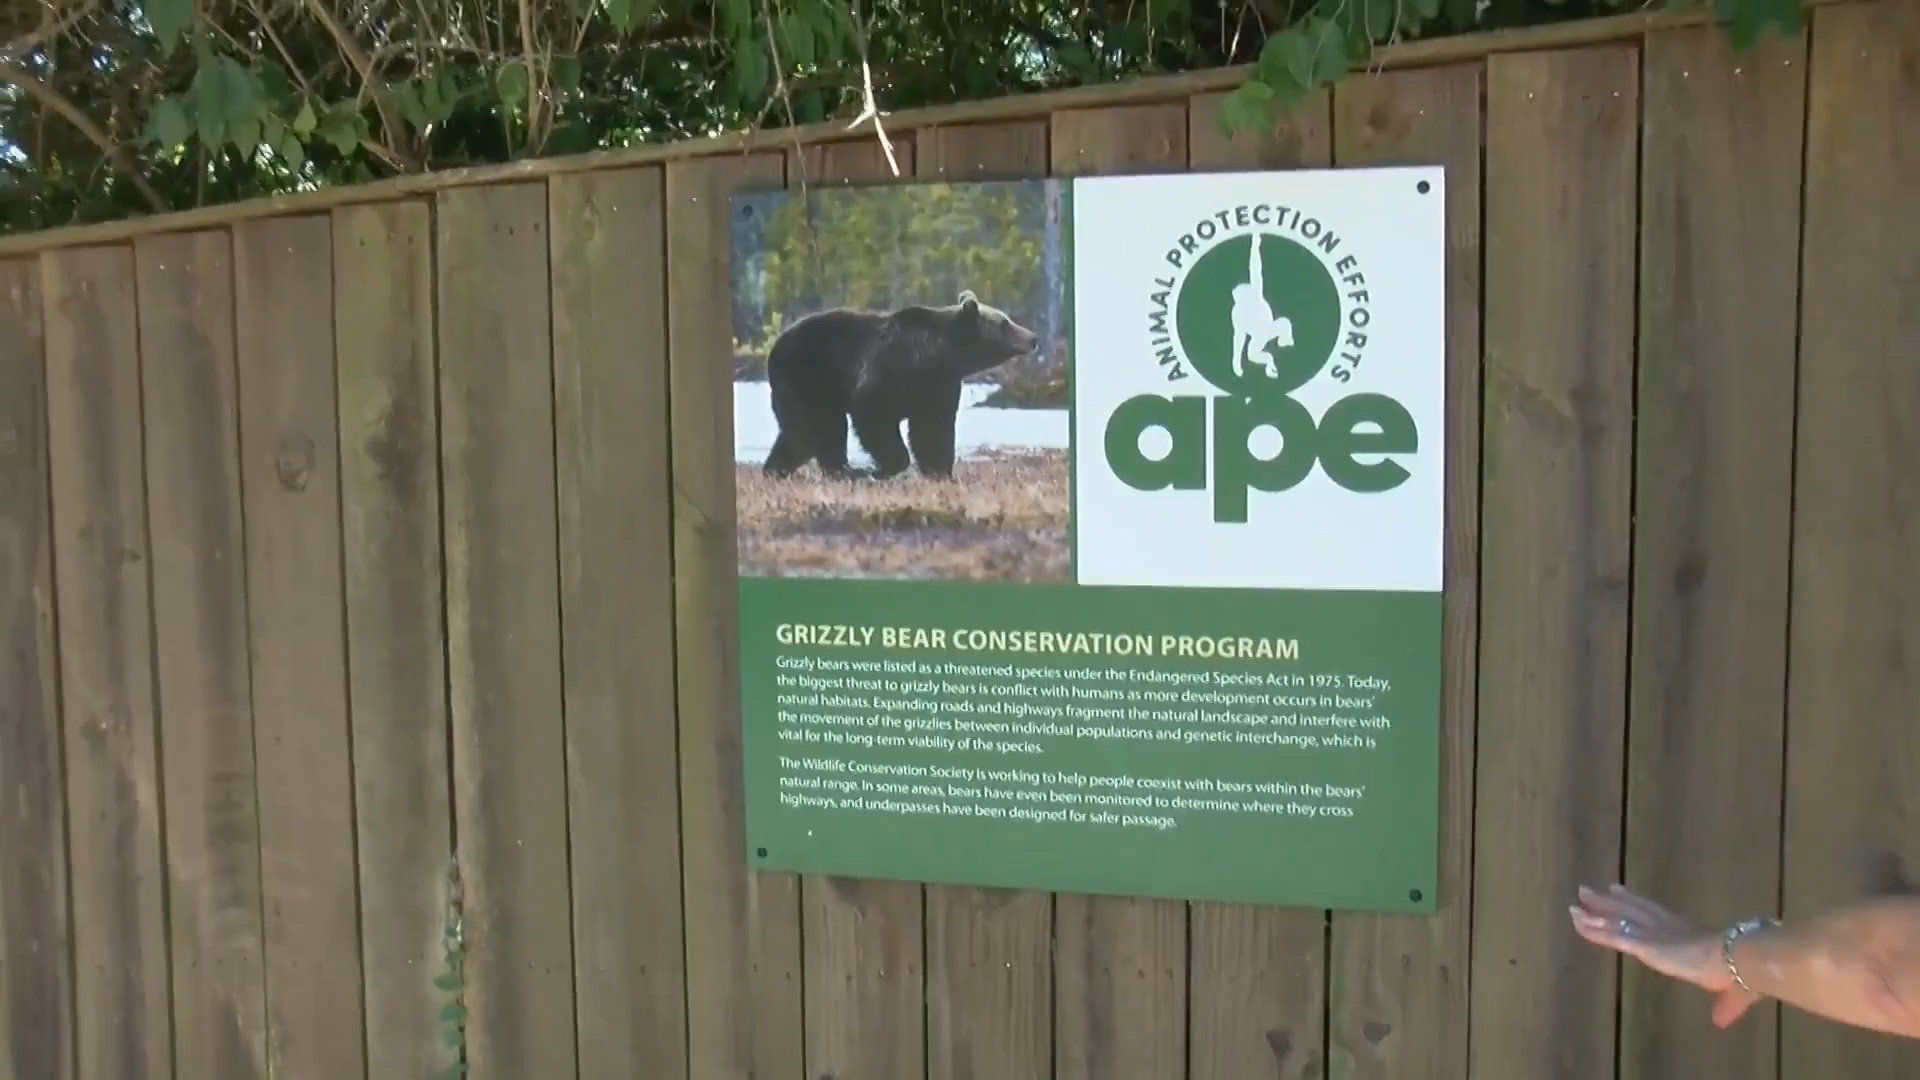 ANIMAL PROTECTION EFFORTS
ape
GRIZZLY BEAR CONSERVATION PROGRAM
Grizzly bears were listed as a threatened species under the Endangered Species Act in 1975. Today,
the biggest threat to grizzly bears is conflict with humans as more development occurs in bears'
natural habitats. Expanding roads and highways fragment the natural landscape and interfere with
the movement of the grizzlies between individual populations and genetic interchange, which is
vital for the long-term viability of the species.
The Wildlife Conservation Society is working to help people coexist with bears within the bears'
natural range. In some areas, bears have even been monitored to determine where they cross
highways, and underpasses have been designed for safer passage.